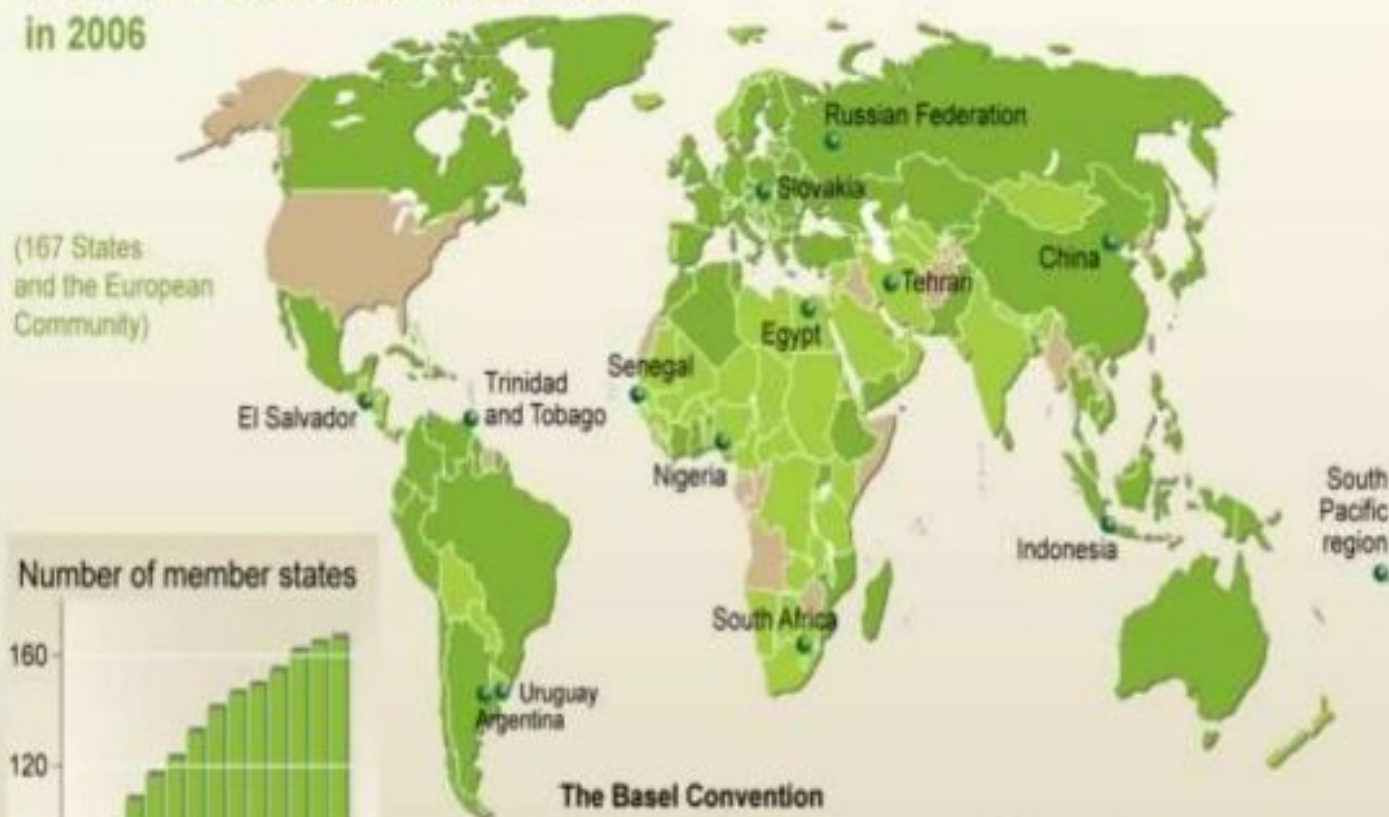 in 2006
(167 States
and the European
Community)
Russian Federation
Slovakia
China
Tehran
Egypt
Senegal
Trinidad
and Tobago
El Salvador
Nigeria
South
Pacific
region
Indonesia
South Africa
Uruguay
Argentina
Number of member states
160
120
The Basel Convention